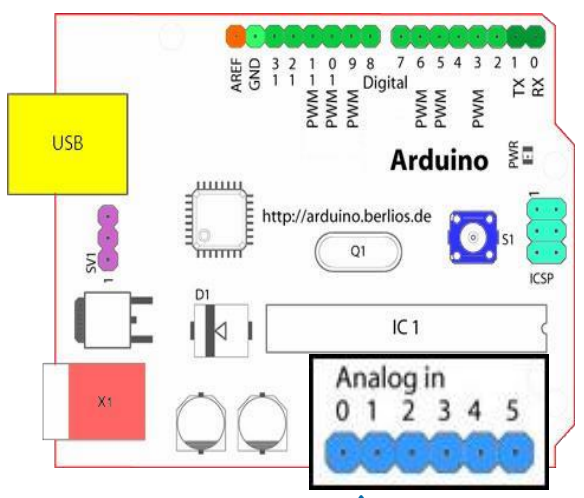 AREF
GND
13
12
11
10
9
8
7
6
5
4
3
2
1
0
PWM
PWM
PWM
Digital
PWM
PWM
PWM
TX
RX
USB
Arduino
PWR
http://arduino.berlios.de
S1
1
ICSP
SV1
1
Q1
D1
IC 1
X1
Analog in
0 1 2 3 4 5